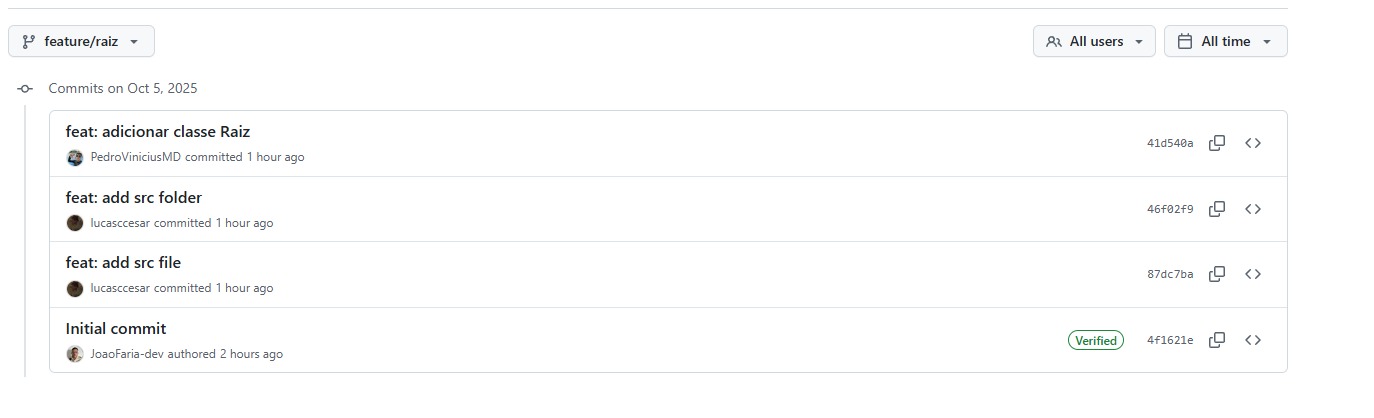 feature/raiz
All users
All time
Commits on Oct 5, 2025
feat: adicionar classe Raiz
PedroViniciusMD committed 1 hour ago
41d540a
feat: add src folder
lucasccesar committed 1 hour ago
46f02f9
feat: add src file
lucasccesar committed 1 hour ago
87dc7ba
Initial commit
JoaoFaria-dev authored 2 hours ago
Verified
4f1621e